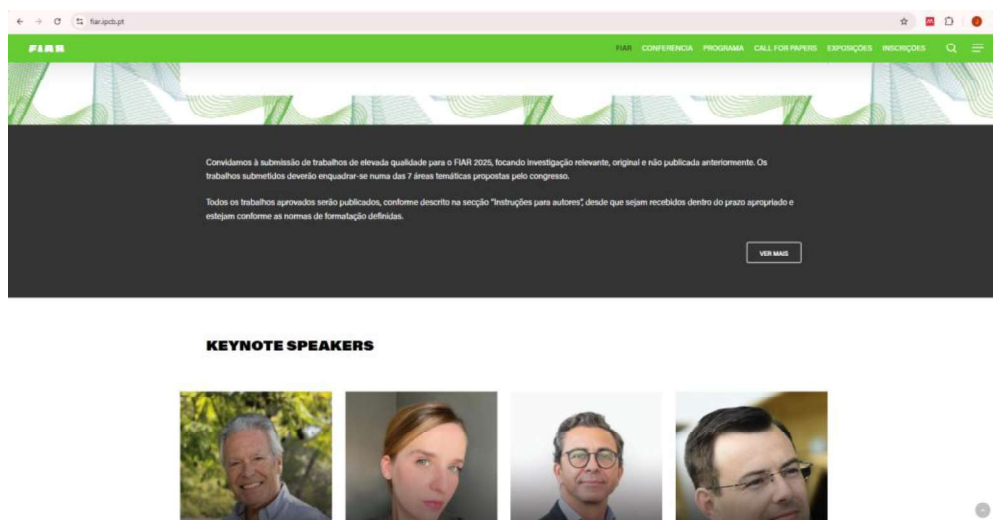 fiar.ipcb.pt
FIAR
FIAR CONFERÊNCIA PROGRAMA CALL FOR PAPERS EXPOSIÇÕES INSCRIÇÕES
Convidamos à submissão de trabalhos de elevada qualidade para o FIAR 2025, focando investigação relevante, original e não publicada anteriormente. Os
trabalhos submetidos deverão enquadrar-se numa das 7 áreas temáticas propostas pelo congresso.
Todos os trabalhos aprovados serão publicados, conforme descrito na secção "Instruções para autores", desde que sejam recebidos dentro do prazo apropriado e
estejam conforme as normas de formatação definidas.
VER MAIS
KEYNOTE SPEAKERS